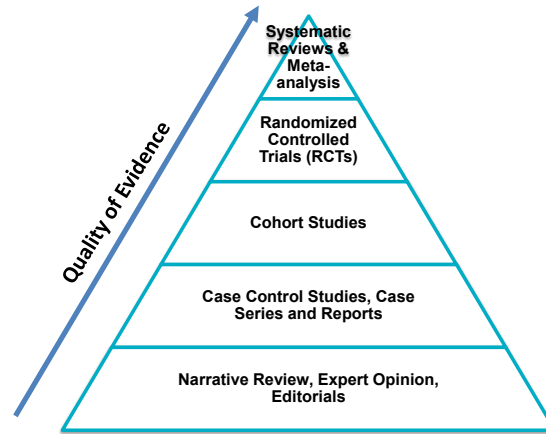 Systematic
Reviews &
Meta-
analysis
Randomized
Controlled
Trials (RCTs)
Quality of Evidence
Cohort Studies
Case Control Studies, Case
Series and Reports
Narrative Review, Expert Opinion,
Editorials